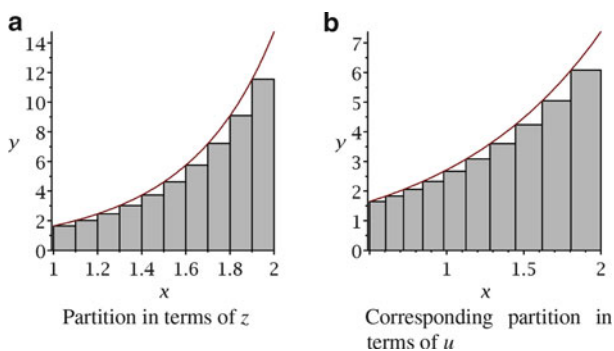 a
14
12
10
y 8
6
4
2
0
1 1.2 1.4 1.6 1.8 2
x
Partition in terms of z
b
7
6
5
y 4
3
2
1
0
1 1.5 2
x
Corresponding partition in
terms of u